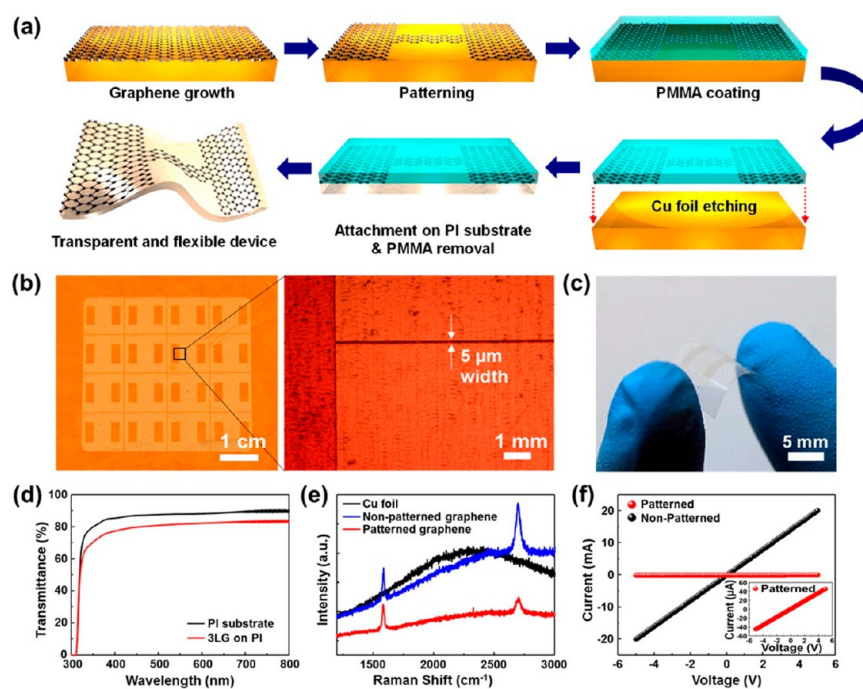 (a)
Graphene growth
Patterning
PMMA coating
Transparent and flexible device
Attachment on PI substrate
& PMMA removal
Cu foil etching
(b)
1 cm
5 μm
width
1 mm
(c)
5 mm
(d)
Transmittance (%)
100
90
80
60
40
20
0
PI substrate
3LG on PI
300 400 500 600 700 800
Wavelength (nm)
(e)
Intensity (a.u.)
Cu foil
Non-patterned graphene
Patterned graphene
1500 2000 2500 3000
Raman Shift (cm-1)
(f)
Current (mA)
20
10
0
-10
-20
Patterned
Non-Patterned
Current (μA)
60
40
20
0
-20
-40
-60
Patterned
-4 0 4
Voltage (V)
-6 -4 -2 0 2 4 6
Voltage (V)